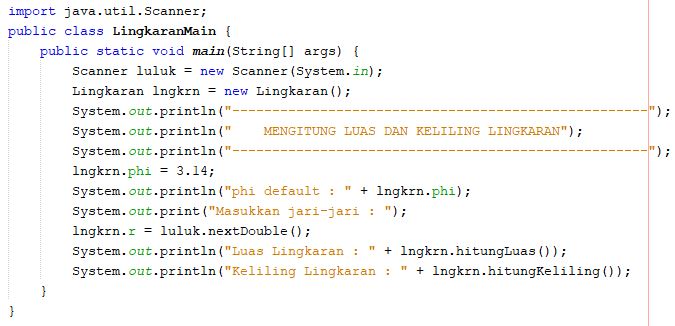 import java.util.Scanner;
public class LingkaranMain {
    public static void main(String[] args) {
        Scanner luluk = new Scanner(System.in);
        Lingkaran lngkrn = new Lingkaran();
        System.out.println("----------------------------------------------------");
        System.out.println("    MENGITUNG LUAS DAN KELILING LINGKARAN");
        System.out.println("----------------------------------------------------");
        lngkrn.phi = 3.14;
        System.out.println("phi default : " + lngkrn.phi);
        System.out.print("Masukkan jari-jari : ");
        lngkrn.r = luluk.nextDouble();
        System.out.println("Luas Lingkaran : " + lngkrn.hitungLuas());
        System.out.println("Keliling Lingkaran : " + lngkrn.hitungKeliling());
    }
}